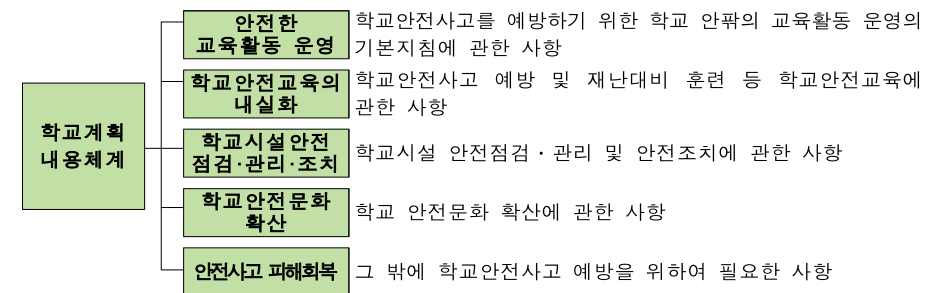 학교계획
내용체계
안전한
교육활동 운영
학교안전사고를 예방하기 위한 학교 안팎의 교육활동 운영의
기본지침에 관한 사항
학교안전교육의
내실화
학교안전사고 예방 및 재난대비 훈련 등 학교안전교육에
관한 사항
학교시설안전
점검·관리·조치
학교시설 안전점검·관리 및 안전조치에 관한 사항
학교안전문화
확산
학교 안전문화 확산에 관한 사항
안전사고 피해회복
그 밖에 학교안전사고 예방을 위하여 필요한 사항